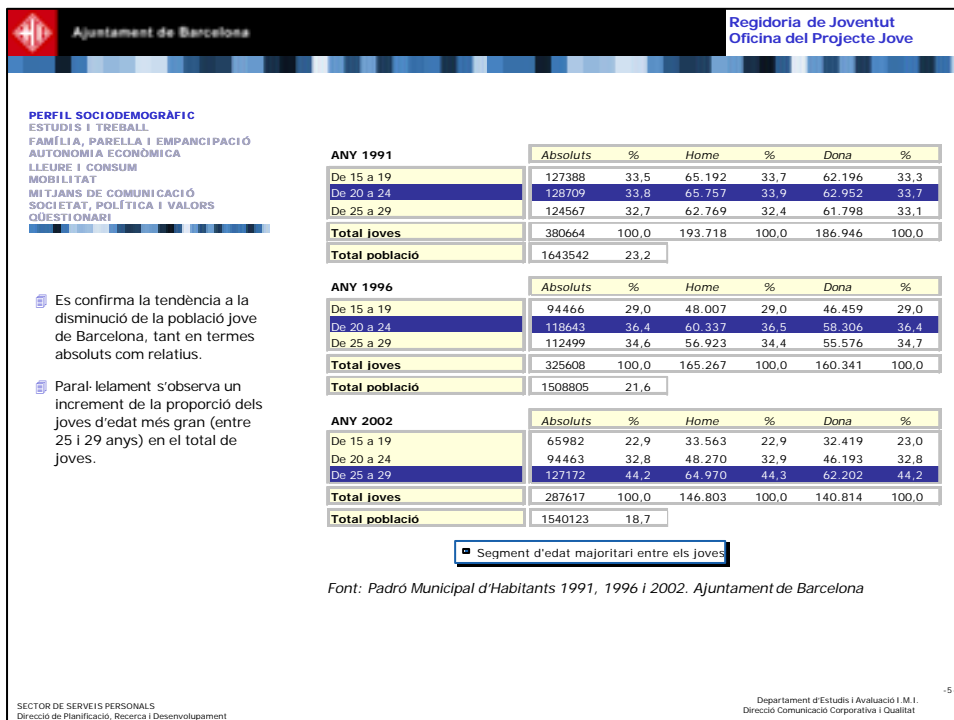 Ajuntament de Barcelona
Regidoria de Joventut
Oficina del Projecte Jove
PERFIL SOCIODEMOGRÀFIC
ESTUDIS I TREBALL
FAMÍLIA, PARELLA I EMPANCIPACIÓ
AUTONOMIA ECONÒMICA
LLEURE I CONSUM
MOBILITAT
MITJANS DE COMUNICACIÓ
SOCIETAT, POLÍTICA I VALORS
QÜESTIONARI
Es confirma la tendència a la
disminució de la població jove
de Barcelona, tant en termes
absoluts com relatius.
Paral·lelament s'observa un
increment de la proporció dels
joves d'edat més gran (entre
25 i 29 anys) en el total de
joves.
ANY 1991 Absoluts % Home % Dona %
De 15 a 19 127388 33,5 65.192 33,7 62.196 33,3
De 20 a 24 128709 33,8 65.757 33,9 62.952 33,7
De 25 a 29 124567 32,7 62.769 32,4 61.798 33,1
Total joves 380664 100,0 193.718 100,0 186.946 100,0
Total població 1643542 23,2
ANY 1996 Absoluts % Home % Dona %
De 15 a 19 94466 29,0 48.007 29,0 46.459 29,0
De 20 a 24 118643 36,4 60.337 36,5 58.306 36,4
De 25 a 29 112499 34,6 56.923 34,4 55.576 34,7
Total joves 325608 100,0 165.267 100,0 160.341 100,0
Total població 1508805 21,6
ANY 2002 Absoluts % Home % Dona %
De 15 a 19 65982 22,9 33.563 22,9 32.419 23,0
De 20 a 24 94463 32,8 48.270 32,9 46.193 32,8
De 25 a 29 127172 44,2 64.970 44,3 62.202 44,2
Total joves 287617 100,0 146.803 100,0 140.814 100,0
Total població 1540123 18,7
Segment d'edat majoritari entre els joves
Font: Padró Municipal d'Habitants 1991, 1996 i 2002. Ajuntament de Barcelona
SECTOR DE SERVEIS PERSONALS
Direcció de Planificació, Recerca i Desenvolupament
Departament d'Estudis i Avaluació I.M.I.
Direcció Comunicació Corporativa i Qualitat
-5